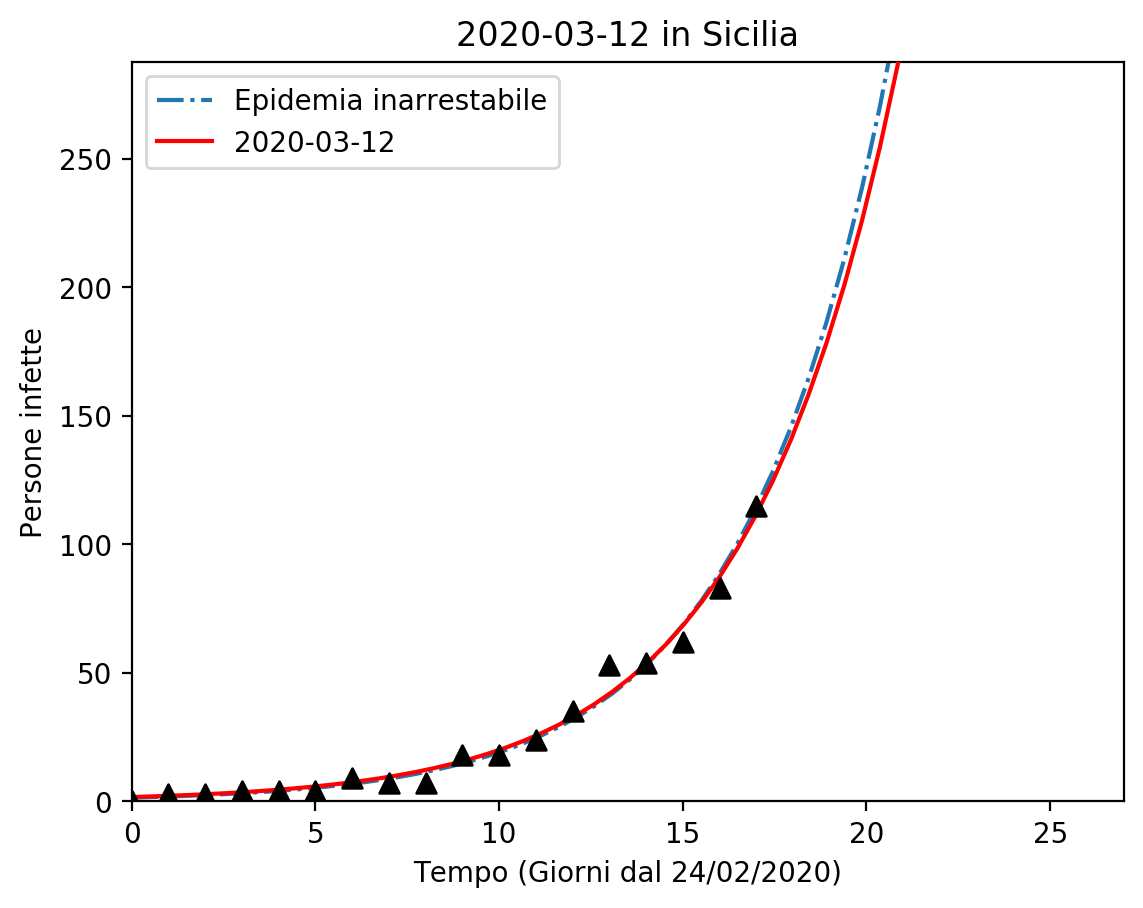 2020-03-12 in Sicilia
Epidemia inarrestabile
2020-03-12
Persone infette
250
200
150
100
50
0
0 5 10 15 20 25
Tempo (Giorni dal 24/02/2020)